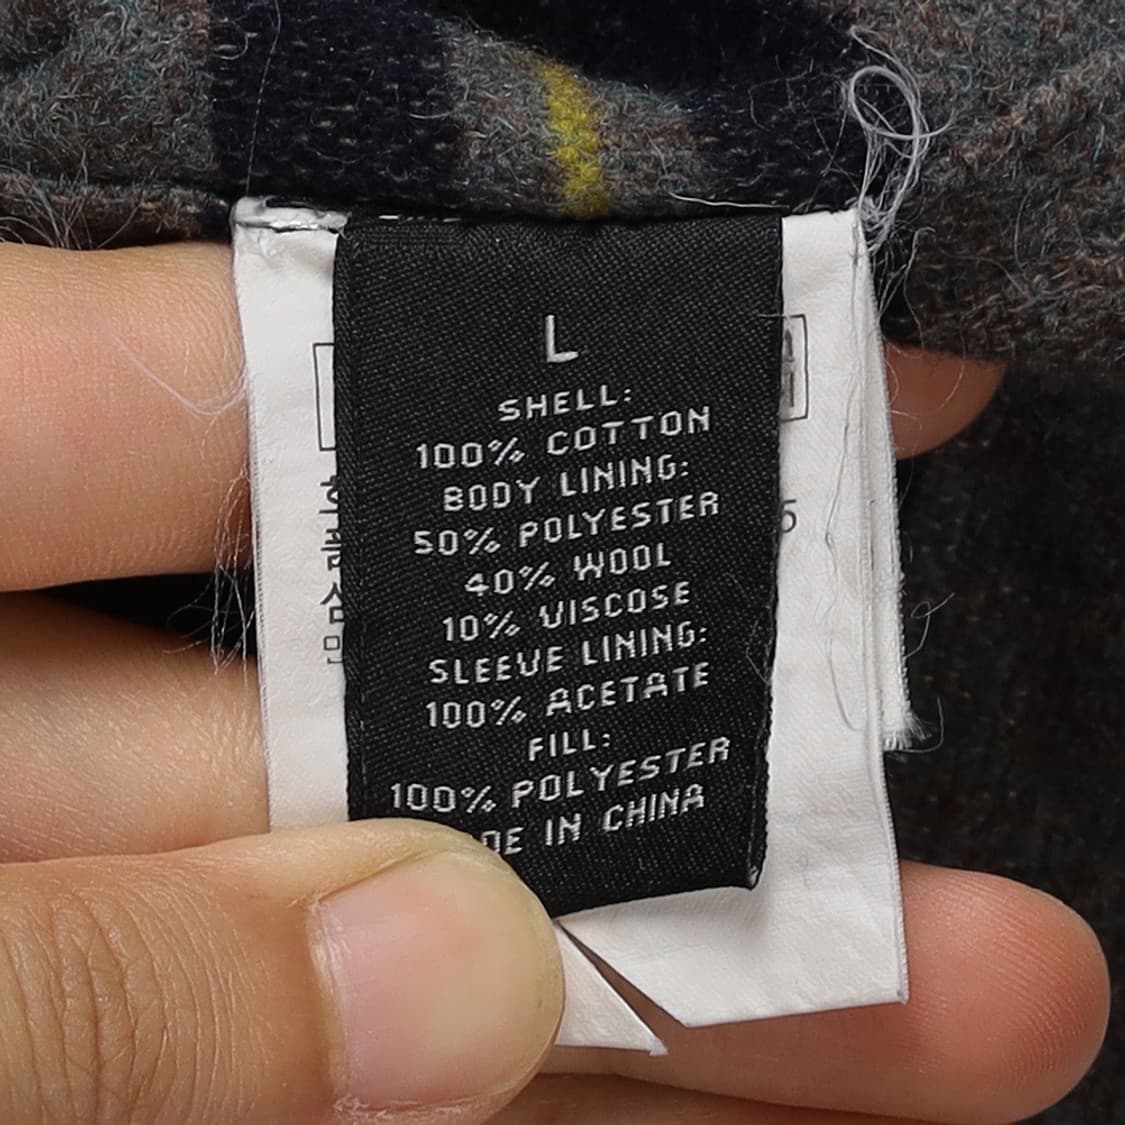 L
SHELL:
100% COTTON
BODY LINING:
50% POLYESTER
40% WOOL
10% VISCOSE
SLEEVE LINING:
100% ACETATE
FILL:
100% POLYESTER
IN CHINA